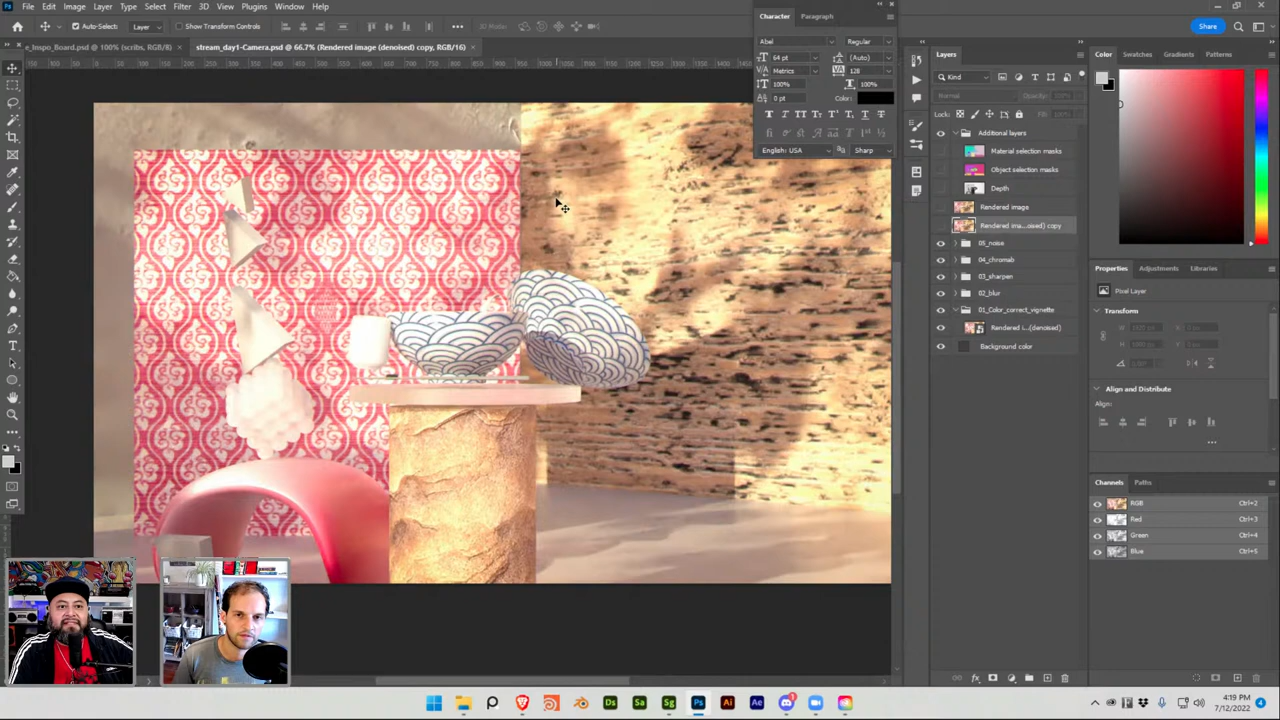 File Edit Image Layer Type Select Filter 3D View Plugins Window Help
Auto-Select: Layer Show Transform Controls 3D Mode: Share
e_Inspo_Board.psd @ 100% (scribs, RGB/8) × stream_day1-Camera.psd @ 66.7% (Rendered image (denoised) copy, RGB/16) ×
Character Paragraph
Abel Regular
64 pt (Auto)
Metrics 128
100% 100%
0 pt Color:
English: USA Sharp
Layers
Kind
Normal Opacity: 100%
Lock: Fill: 100%
Additional layers
Material selection masks
Object selection masks
Depth
Rendered image
Rendered ima...oised) copy
05_noise
04_chromab
03_sharpen
02_blur
01_Color_correct_vignette
Rendered i...(denoised)
Background color
Color Swatches Gradients Patterns
Properties Adjustments Libraries
Pixel Layer
Transform
Align and Distribute
Align:
Channels Paths
RGB Ctrl+2
Red Ctrl+3
Green Ctrl+4
Blue Ctrl+5
4:19 PM
7/12/2022